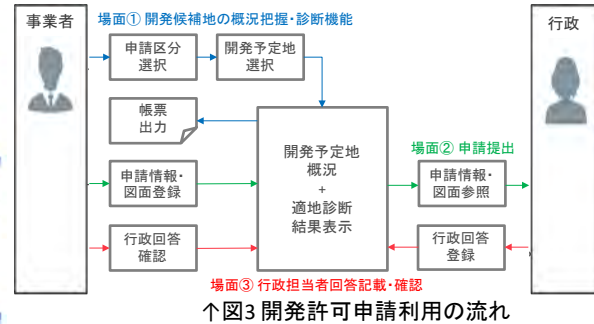 事業者
場面① 開発候補地の概況把握・診断機能
行政
申請区分
選択
開発予定地
選択
帳票
出力
開発予定地
概況
+
適地診断
結果表示
場面② 申請提出
申請情報・
図面登録
申請情報・
図面参照
行政回答
確認
行政回答
登録
場面③ 行政担当者回答記載・確認
↑図3 開発許可申請利用の流れ